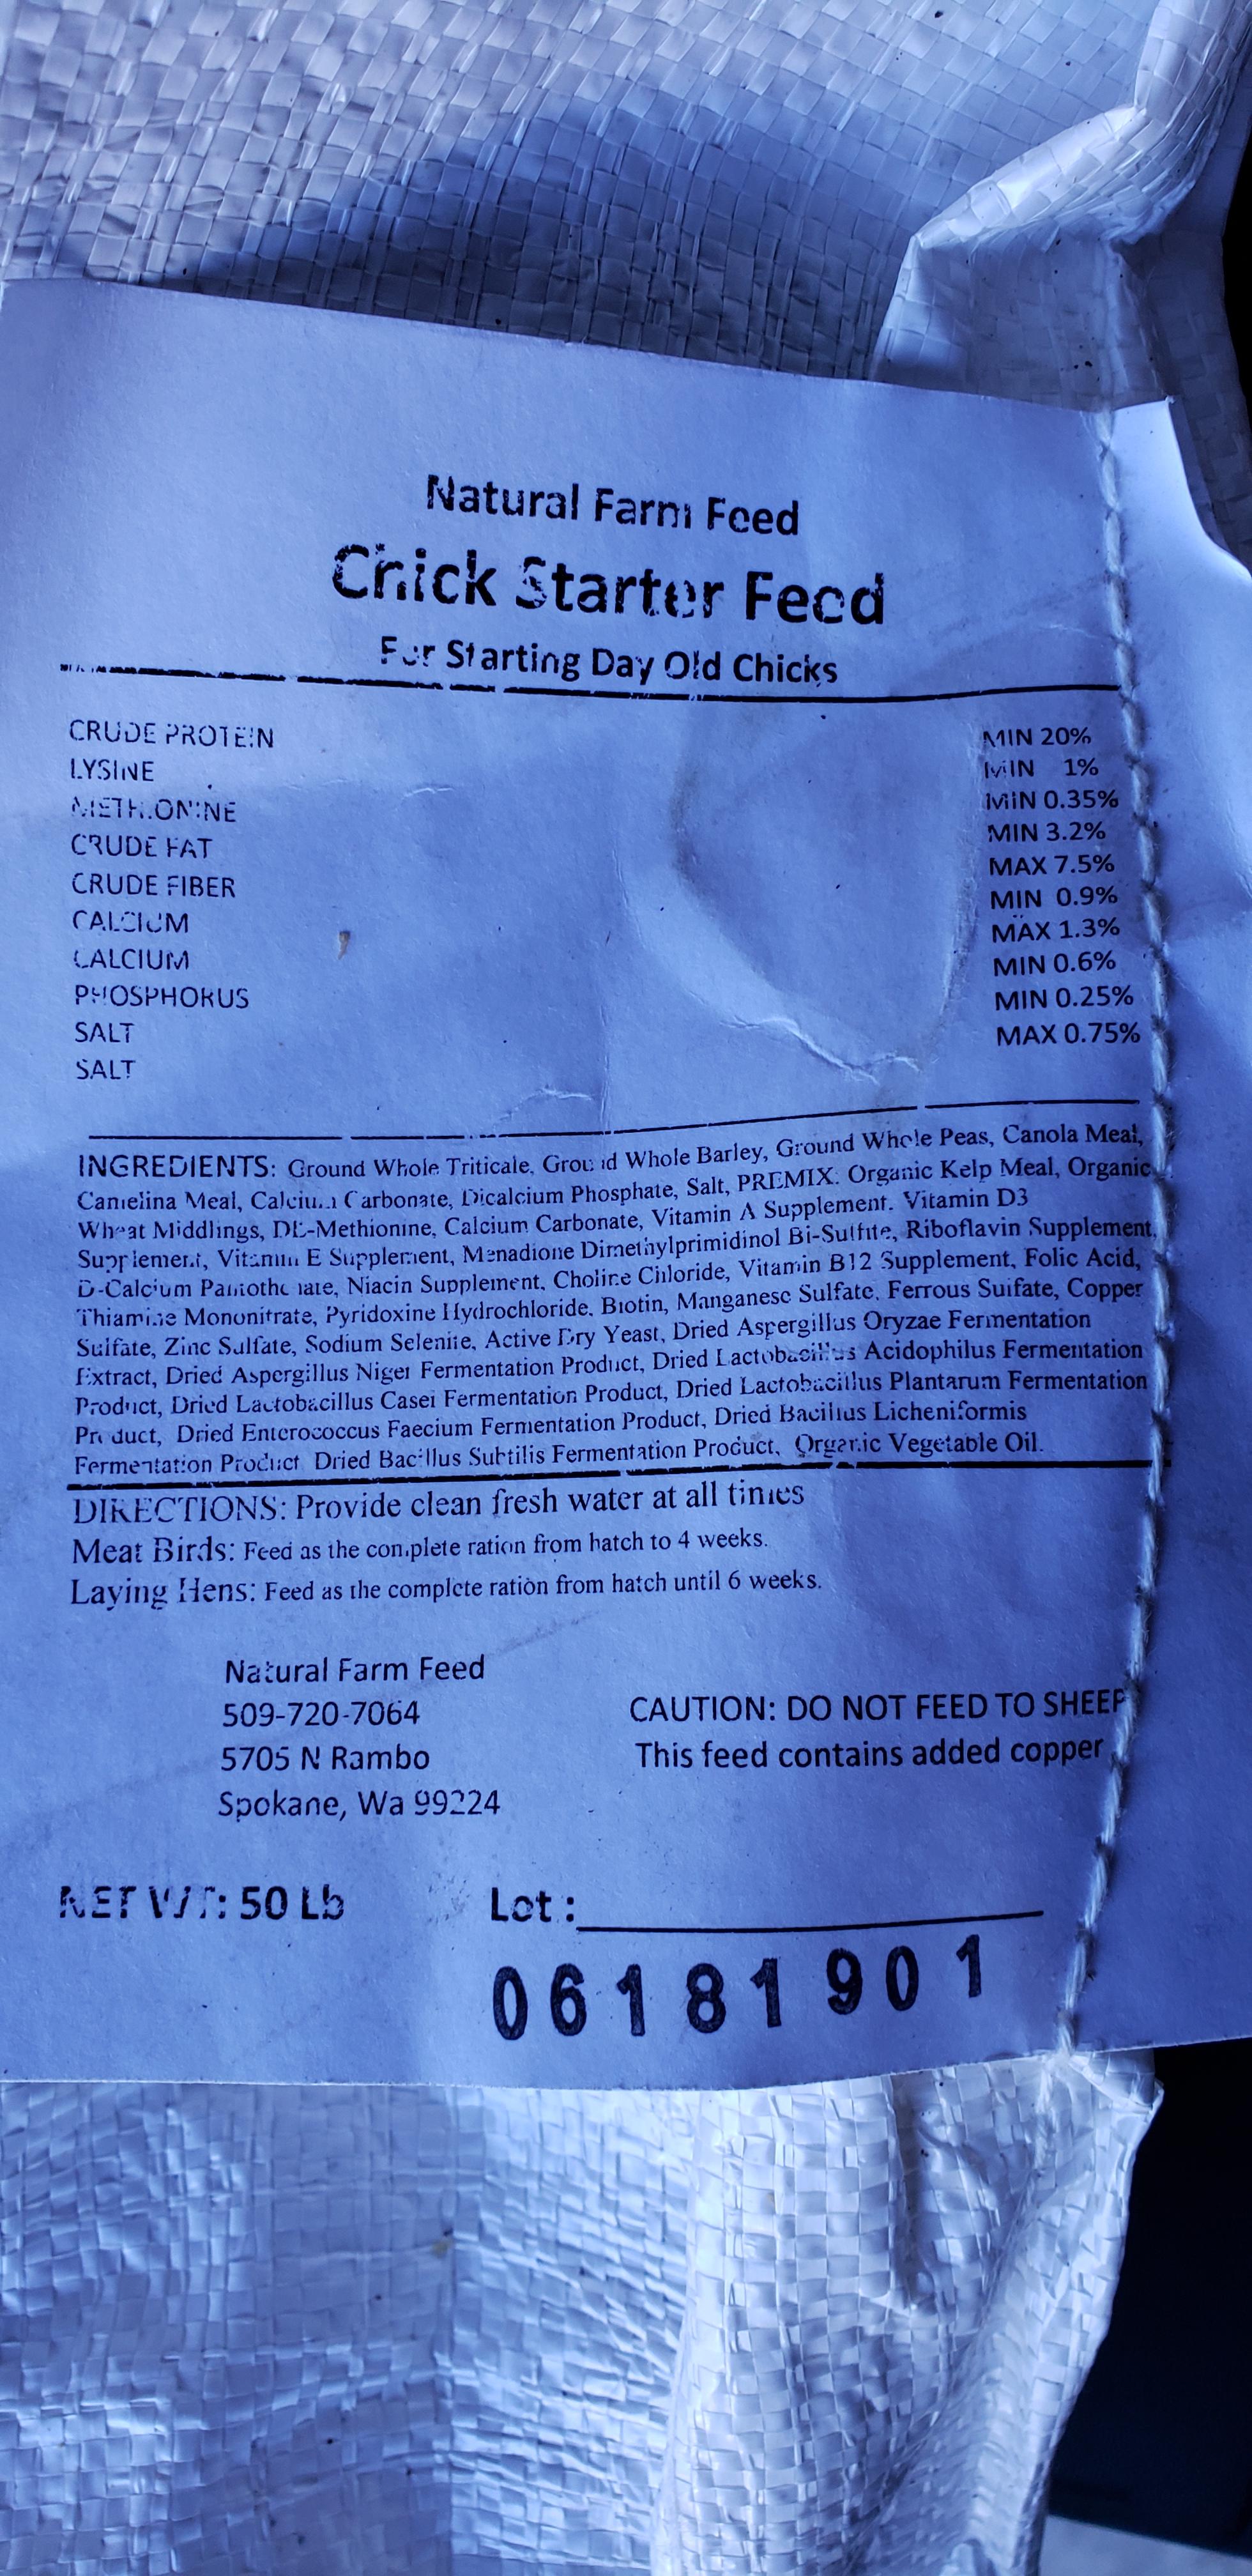 Natural Farm Feed
Chick Starter Feed
For Starting Day Old Chicks
CRUDE PROTEIN MIN 20%
LYSINE MIN 1%
METHIONINE MIN 0.35%
CRUDE FAT MIN 3.2%
CRUDE FIBER MAX 7.5%
CALCIUM MIN 0.9%
CALCIUM MAX 1.3%
PHOSPHORUS MIN 0.6%
SALT MIN 0.25%
SALT MAX 0.75%
INGREDIENTS: Ground Whole Triticale, Ground Whole Barley, Ground Whole Peas, Canola Meal,
Camelina Meal, Calcium Carbonate, Dicalcium Phosphate, Salt, PREMIX: Organic Kelp Meal, Organic
Wheat Middlings, DL-Methionine, Calcium Carbonate, Vitamin A Supplement. Vitamin D3
Supplement, Vitamin E Supplement, Menadione Dimethylprimidinol Bi-Sulfite, Riboflavin Supplement,
D-Calcium Pantothenate, Niacin Supplement, Choline Chloride, Vitamin B12 Supplement, Folic Acid,
Thiamine Mononitrate, Pyridoxine Hydrochloride. Biotin, Manganese Sulfate, Ferrous Sulfate, Copper
Sulfate, Zinc Sulfate, Sodium Selenite, Active Dry Yeast, Dried Aspergillus Oryzae Fermentation
Extract, Dried Aspergillus Niger Fermentation Product, Dried Lactobacillus Acidophilus Fermentation
Product, Dried Lactobacillus Casei Fermentation Product, Dried Lactobacillus Plantarum Fermentation
Product, Dried Enterococcus Faecium Fermentation Product, Dried Bacillus Licheniformis
Fermentation Product, Dried Bacillus Subtilis Fermentation Product, Organic Vegetable Oil.
DIRECTIONS: Provide clean fresh water at all times
Meat Birds: Feed as the complete ration from hatch to 4 weeks.
Laying Hens: Feed as the complete ration from hatch until 6 weeks.
Natural Farm Feed
509-720-7064
5705 N Rambo
Spokane, Wa 99224
CAUTION: DO NOT FEED TO SHEEP
This feed contains added copper
NET WT: 50 Lb
Lot :
06181901